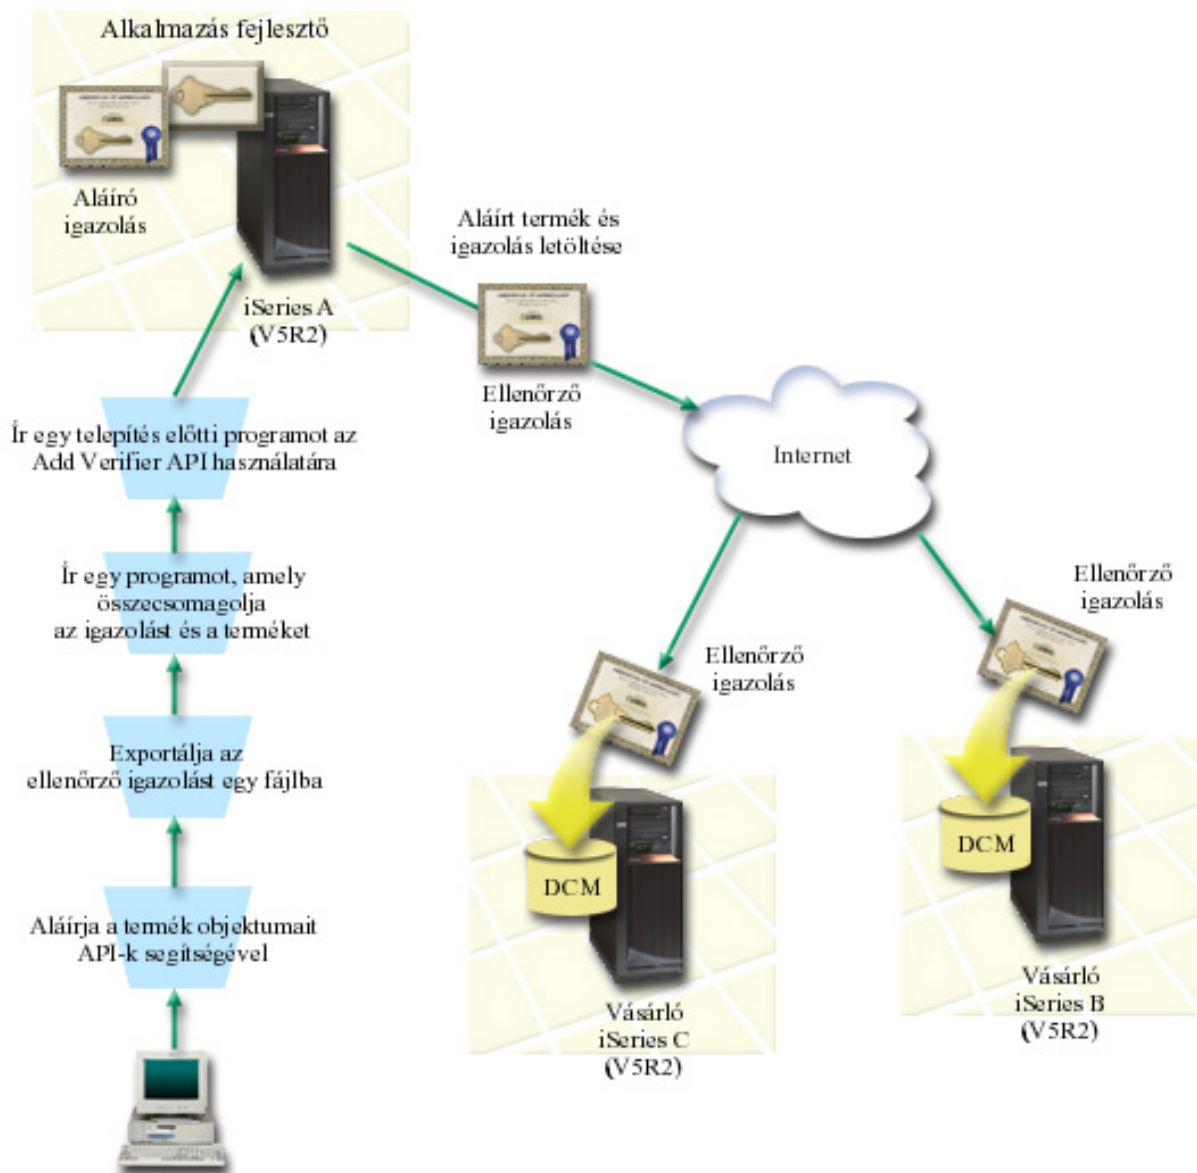 Alkalmazás fejlesztő
Aláíró
igazolás
iSeries A
(V5R2)
Aláírt termék és
igazolás letöltése
Ellenőrző
igazolás
Internet
Ír egy telepítés előtti programot az
Add Verifier API használatára
Ír egy programot, amely
összecsomagolja
az igazolást és a terméket
Exportálja az
ellenőrző igazolást egy fájlba
Aláírja a termék objektumait
API-k segítségével
Ellenőrző
igazolás
DCM
Vásárló
iSeries C
(V5R2)
Ellenőrző
igazolás
DCM
Vásárló
iSeries B
(V5R2)